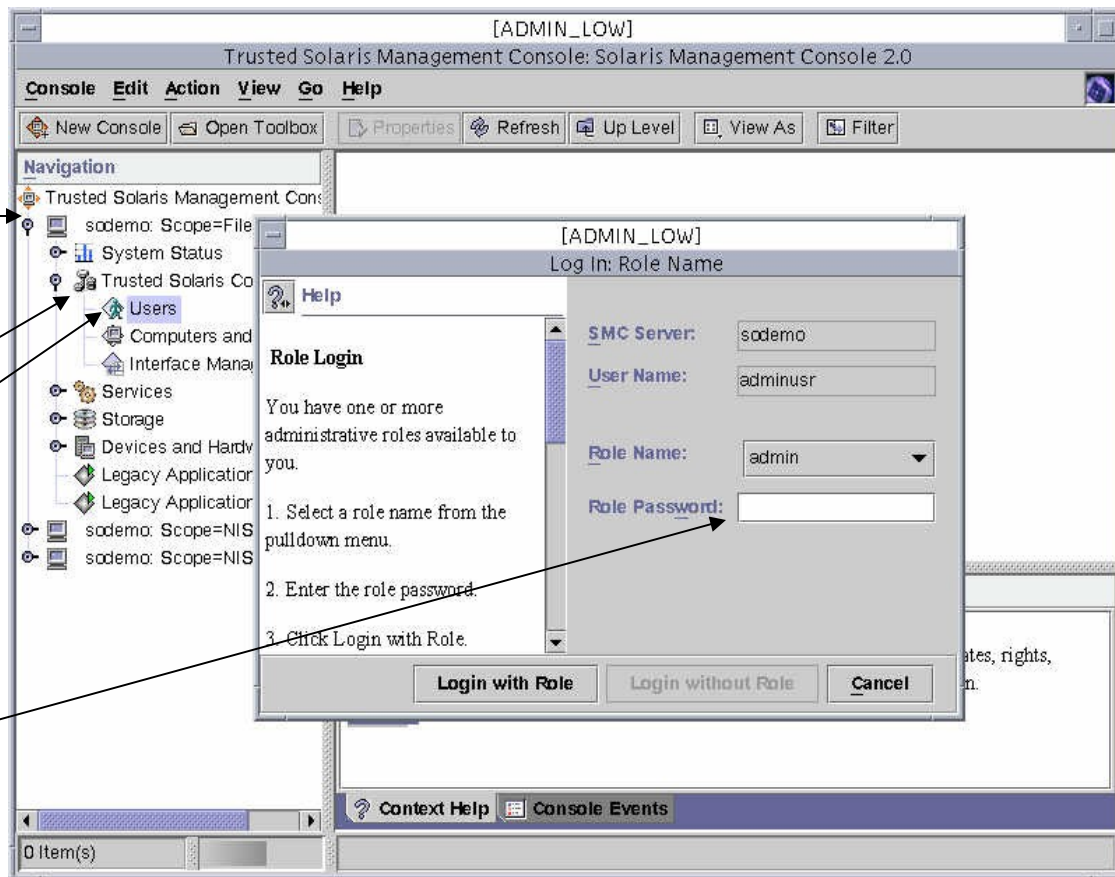 [ADMIN_LOW]
Trusted Solaris Management Console: Solaris Management Console 2.0
Console Edit Action View Go Help
New Console Open Toolbox Properties Refresh Up Level View As Filter
Navigation
Trusted Solaris Management Cons
sodemo: Scope=File
System Status
Trusted Solaris Co
Users
Computers and
Interface Mana
Services
Storage
Devices and Hardw
Legacy Application
Legacy Application
sodemo: Scope=NIS
sodemo: Scope=NIS
[ADMIN_LOW]
Log In: Role Name
Help
Role Login
You have one or more
administrative roles available to
you.
1. Select a role name from the
pulldown menu.
2. Enter the role password.
3. Click Login with Role.
SMC Server: sodemo
User Name: adminusr
Role Name: admin
Role Password:
Login with Role Login without Role Cancel
ates, rights,
n.
Context Help Console Events
0 Item(s)